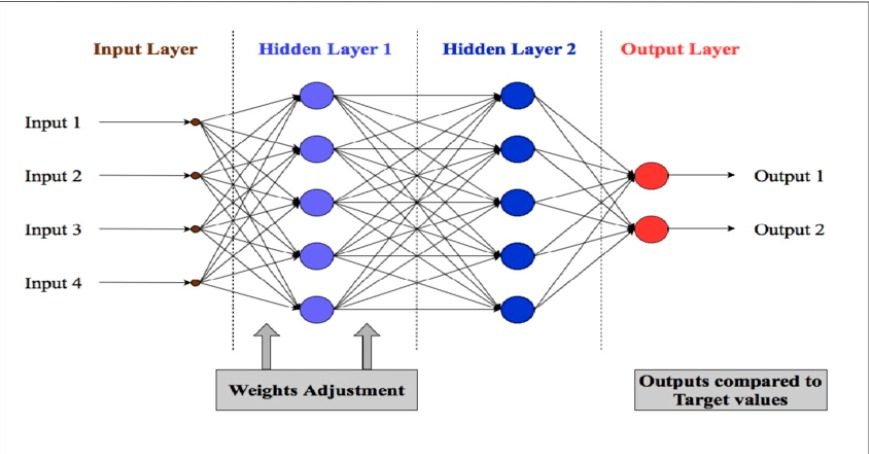 Input Layer
Hidden Layer 1
Hidden Layer 2
Output Layer
Input 1
Input 2
Input 3
Input 4
Output 1
Output 2
Weights Adjustment
Outputs compared to
Target values